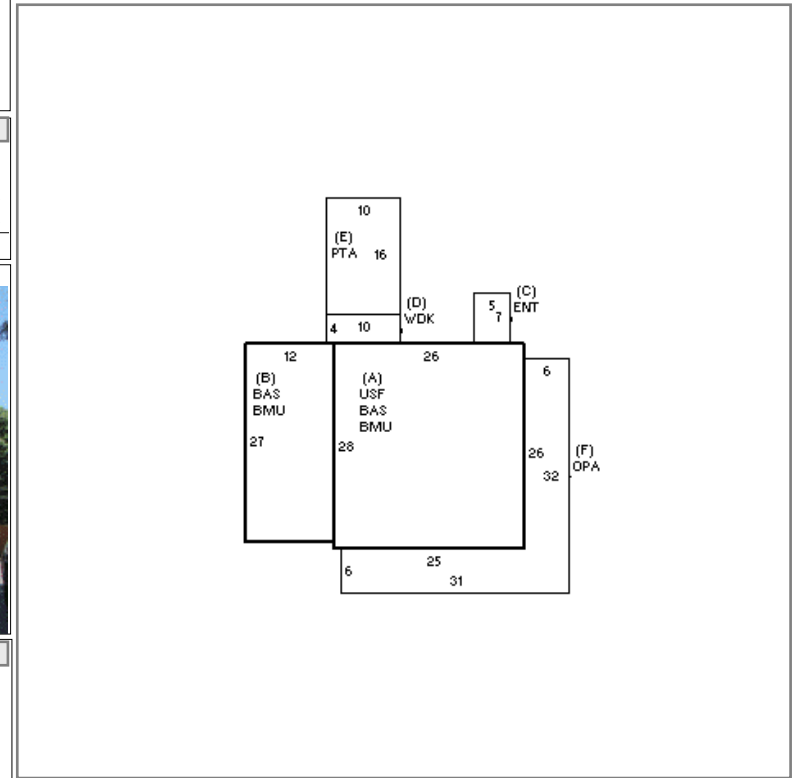 10
(E)
PTA 16
(D)
WDK
4 10
(C)
ENT
5
7
12
(B)
BAS
BMU
27
26
(A)
USF
BAS
BMU
28
6
26
(F)
OPA
32
25
6
31